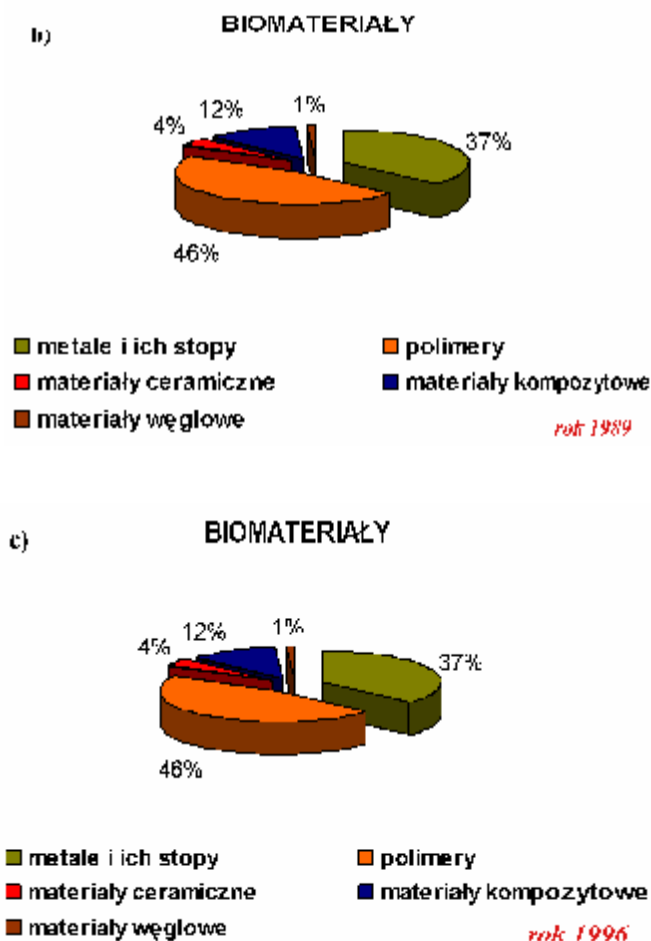 b)
BIOMATERIAŁY
12%
1%
4%
37%
46%
metale i ich stopy
polimery
materiały ceramiczne
materiały kompozytowe
materiały węglowe
rok 1989
c)
BIOMATERIAŁY
12%
1%
4%
37%
46%
metale i ich stopy
polimery
materiały ceramiczne
materiały kompozytowe
materiały węglowe
rok 1996